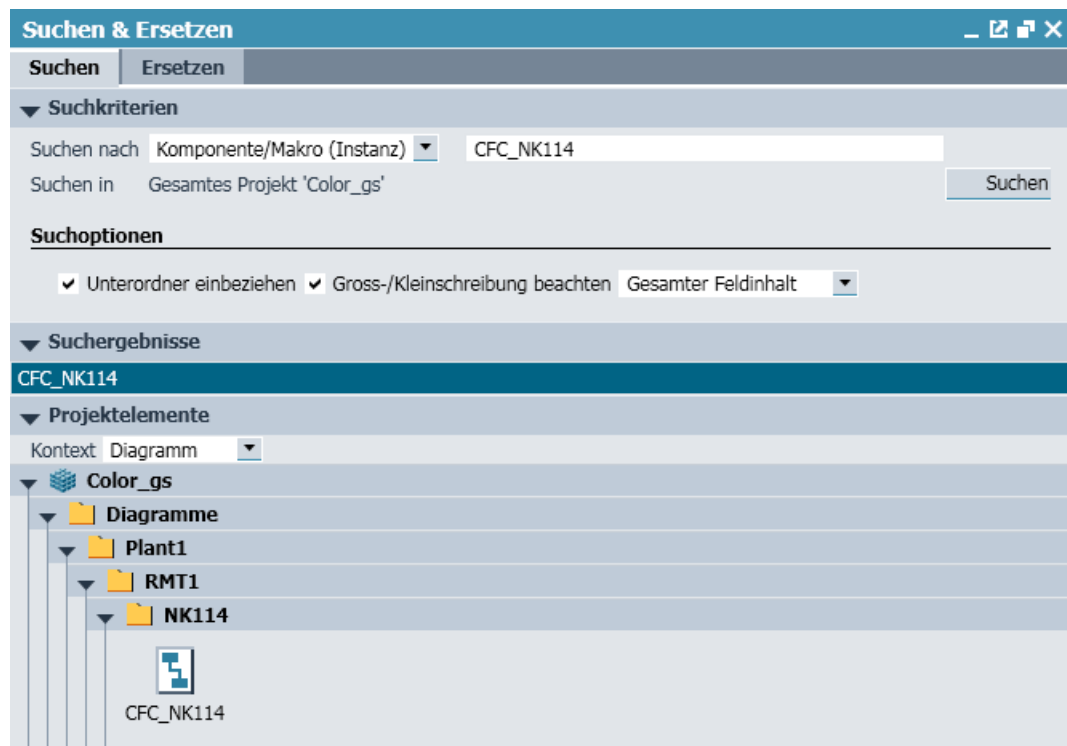 Suchen & Ersetzen
Suchen Ersetzen
Suchkriterien
Suchen nach Komponente/Makro (Instanz) CFC_NK114
Suchen in Gesamtes Projekt 'Color_gs' Suchen
Suchoptionen
Unterordner einbeziehen Gross-/Kleinschreibung beachten Gesamter Feldinhalt
Suchergebnisse
CFC_NK114
Projektelemente
Kontext Diagramm
Color_gs
Diagramme
Plant1
RMT1
NK114
CFC_NK114